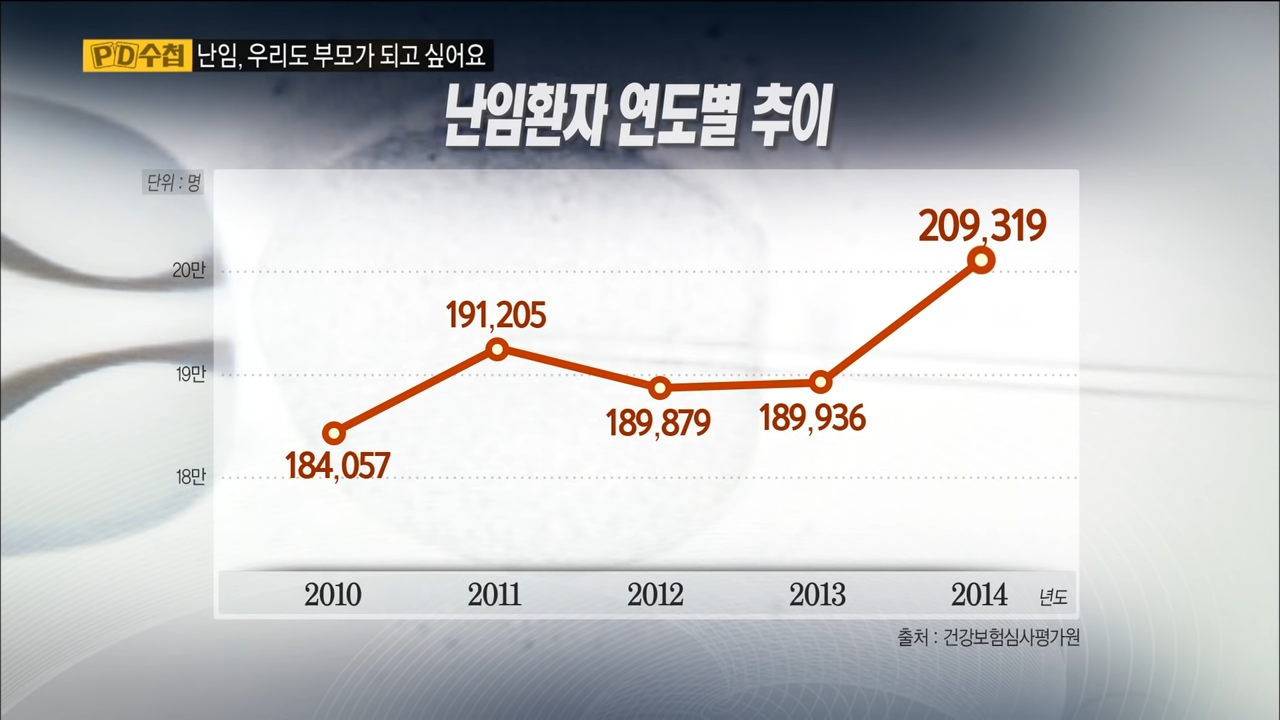 PD수첩 난임, 우리도 부모가 되고 싶어요
난임환자 연도별 추이
단위 : 명
20만
19만
18만
184,057
191,205
189,879
189,936
209,319
2010 2011 2012 2013 2014 년도
출처 : 건강보험심사평가원